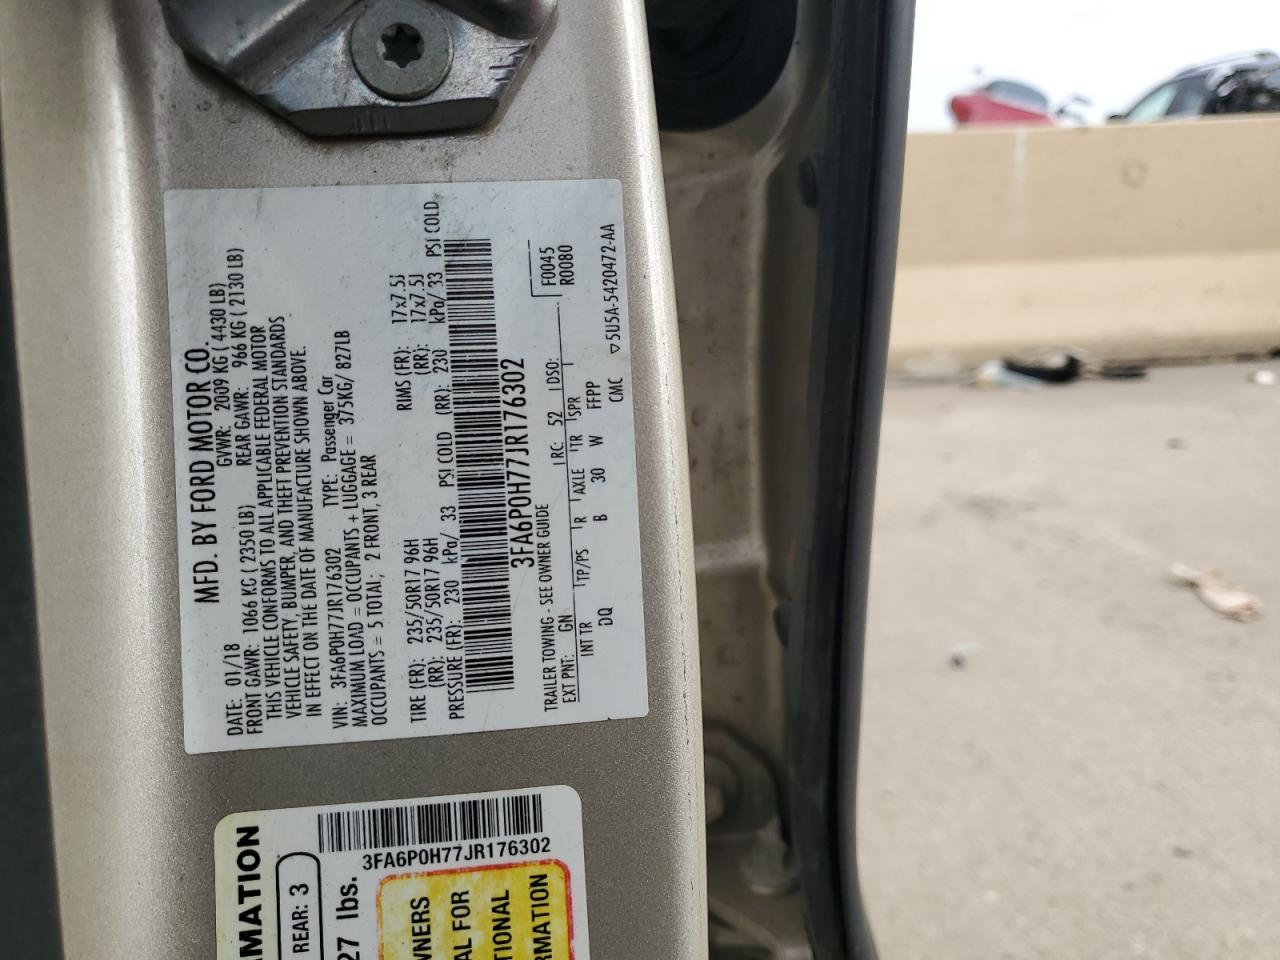 MFD. BY FORD MOTOR CO.
DATE: 01/18 GVWR: 2009 KG ( 4430 LB)
FRONT GAWR: 1066 KG ( 2350 LB) REAR GAWR: 966 KG ( 2130 LB)
THIS VEHICLE CONFORMS TO ALL APPLICABLE FEDERAL MOTOR
VEHICLE SAFETY, BUMPER, AND THEFT PREVENTION STANDARDS
IN EFFECT ON THE DATE OF MANUFACTURE SHOWN ABOVE.
VIN: 3FA6P0H77JR176302 TYPE: Passenger Car
MAXIMUM LOAD = OCCUPANTS + LUGGAGE = 375KG/ 827LB
OCCUPANTS = 5 TOTAL; 2 FRONT, 3 REAR
TIRE (FR): 235/50R17 96H RIMS (FR): 17x7.5J
(RR): 235/50R17 96H (RR): 17x7.5J
PRESSURE (FR): 230 kPa/ 33 PSI COLD (RR): 230 kPa/ 33 PSI COLD
3FA6P0H77JR176302
TRAILER TOWING - SEE OWNER GUIDE RC: 52 DSO: F0045
EXT PNT: GN R0080
INT TR TP/PS R AXLE TR SPR
DQ B 30 W FFPP
CMC ▽5U5A-5420472-AA
MATION
REAR: 3
27 lbs.
3FA6P0H77JR176302
WNERS
AL FOR
TIONAL
RMATION